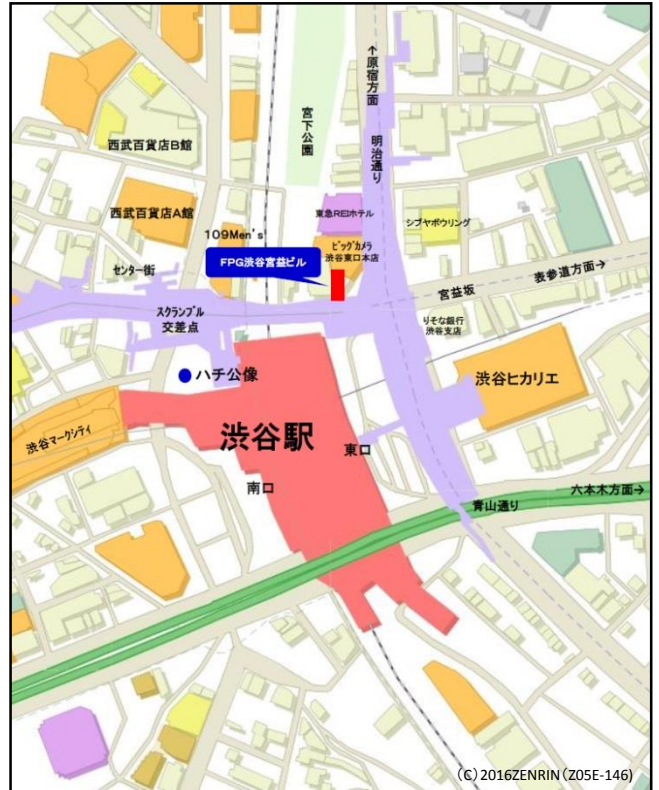 ↑原宿方面
宮下公園
明治通り
西武百貨店B館
西武百貨店A館
東急REIホテル
シブヤボウリング
109Men's
ビッグカメラ
渋谷東口本店
FPG渋谷宮益ビル
センター街
表参道方面→
宮益坂
スクランブル
交差点
りそな銀行
渋谷支店
ハチ公像
渋谷ヒカリエ
渋谷マークシティ
渋谷駅
東口
南口
六本木方面→
青山通り
(C)2016ZENRIN(Z05E-146)